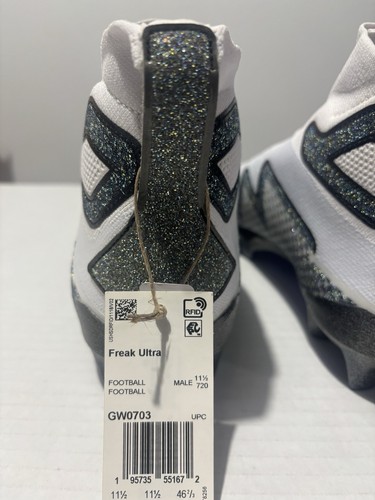 RFID
Freak Ultra
FOOTBALL MALE 11½
FOOTBALL 720
GW0703 UPC
1 95735 55167 2
11½ 11½ 46⅔